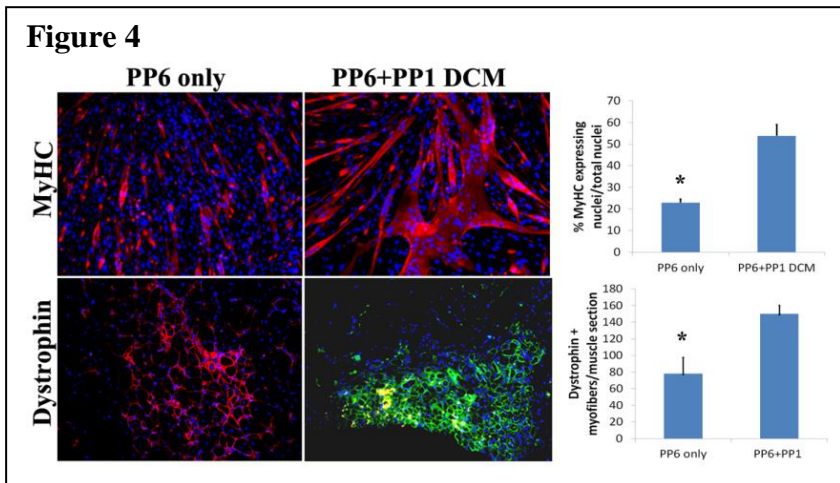 Figure 4
PP6 only
PP6+PP1 DCM
MyHC
Dystrophin
% MyHC expressing
nuclei/total nuclei
70
60
50
40
30
20
10
0
*
PP6 only
PP6+PP1 DCM
Dystrophin +
myofibers/muscle section
180
160
140
120
100
80
60
40
20
0
*
PP6 only
PP6+PP1